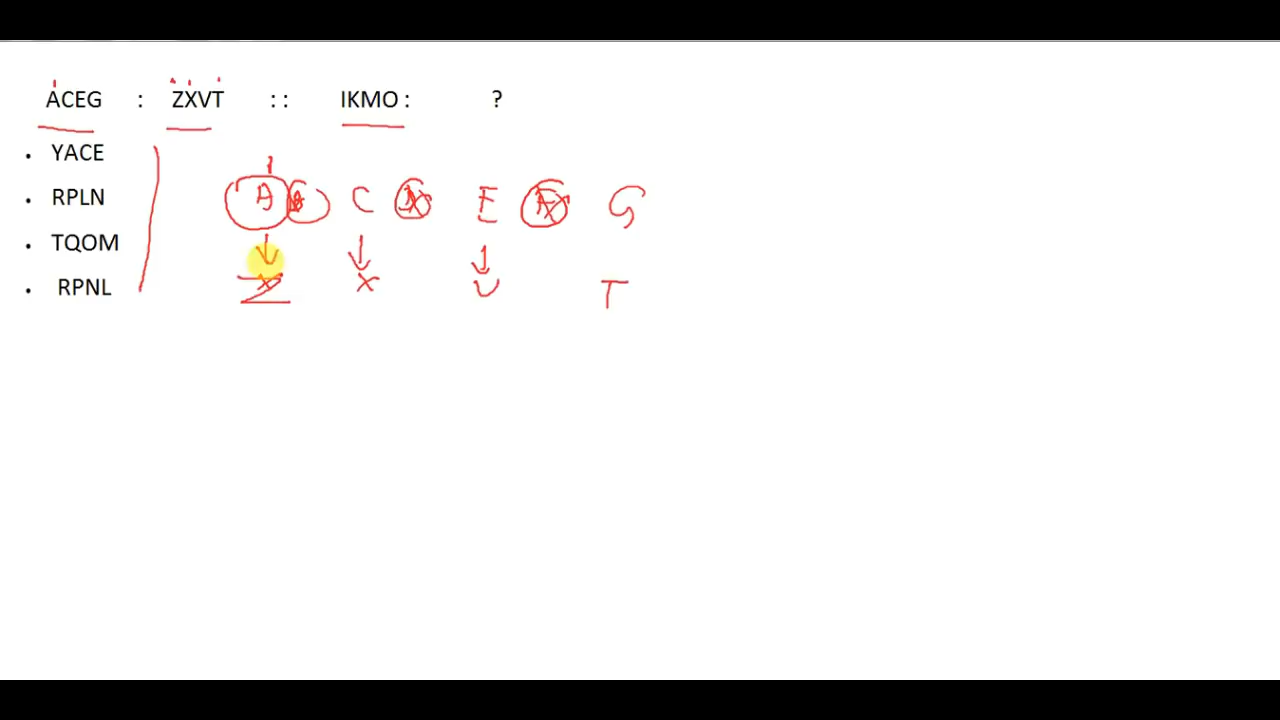 ACEG : ZXVT :: IKMO : ?
• YACE
• RPLN
• TQOM
• RPNL
A C E G
Z X V T